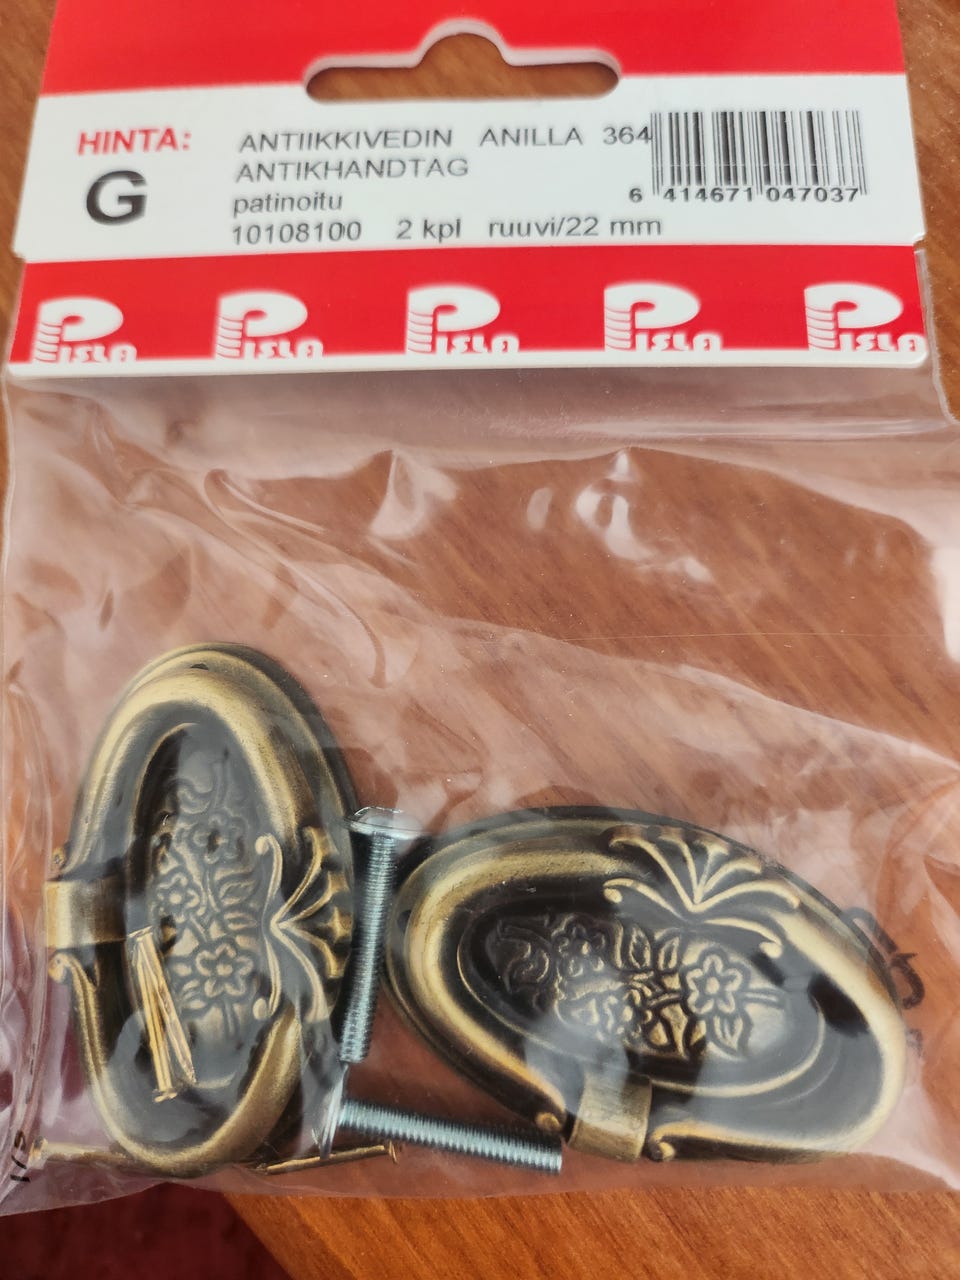 HINTA:
G
ANTIIKKIVEDIN ANILLA 364
ANTIKHANDTAG
patinoitu
10108100 2 kpl ruuvi/22 mm
6 414671 047037
PISLA PISLA PISLA PISLA PISLA